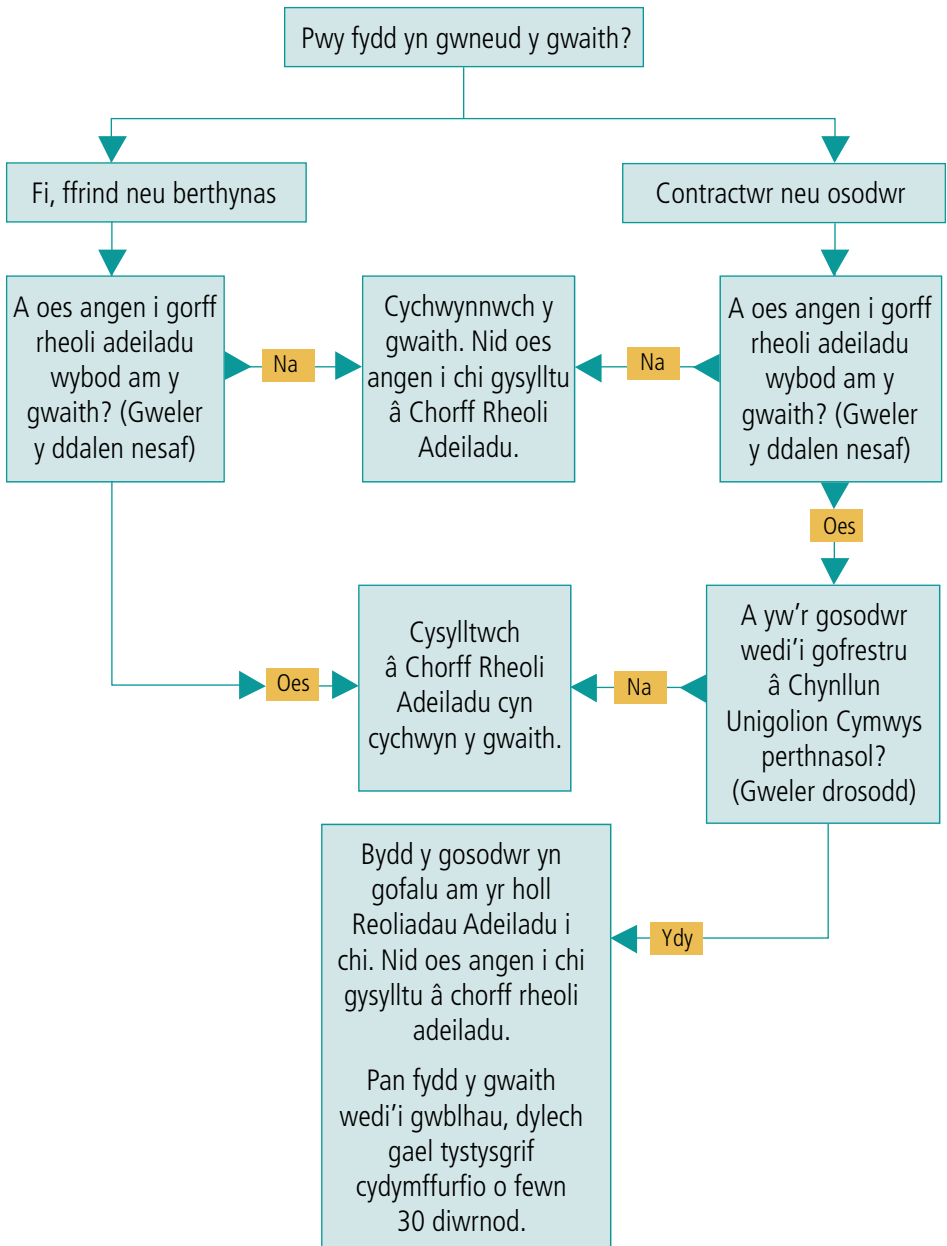 Pwy fydd yn gwneud y gwaith?
Fi, ffrind neu berthynas
Contractwr neu osodwr
A oes angen i gorff
rheoli adeiladu
wybod am y
gwaith? (Gweler
y ddalen nesaf)
Na
Cychwynnwch y
gwaith. Nid oes
angen i chi gysylltu
â Chorff Rheoli
Adeiladu.
Na
A oes angen i gorff
rheoli adeiladu
wybod am y
gwaith? (Gweler
y ddalen nesaf)
Oes
Oes
Cysylltwch
â Chorff Rheoli
Adeiladu cyn
cychwyn y gwaith.
Na
A yw'r gosodwr
wedi'i gofrestru
â Chynllun
Unigolion Cymwys
perthnasol?
(Gweler drosodd)
Ydy
Bydd y gosodwr yn
gofalu am yr holl
Reoliadau Adeiladu i
chi. Nid oes angen i chi
gysylltu â chorff rheoli
adeiladu.
Pan fydd y gwaith
wedi'i gwblhau, dylech
gael tystysgrif
cydymffurfio o fewn
30 diwrnod.